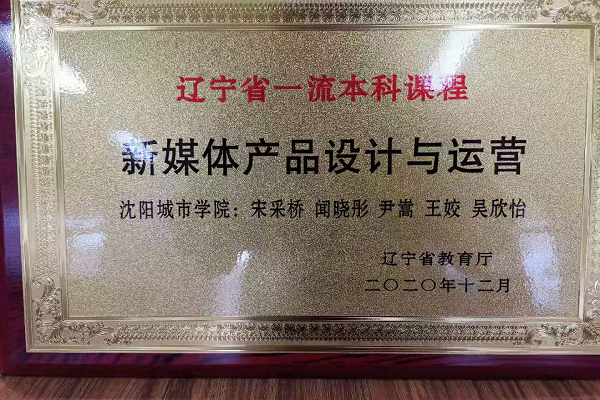 辽宁省一流本科课程
新媒体产品设计与运营
沈阳城市学院：宋采桥 闻晓彤 尹嵩 王姣 吴欣怡
辽宁省教育厅
二〇二〇年十二月